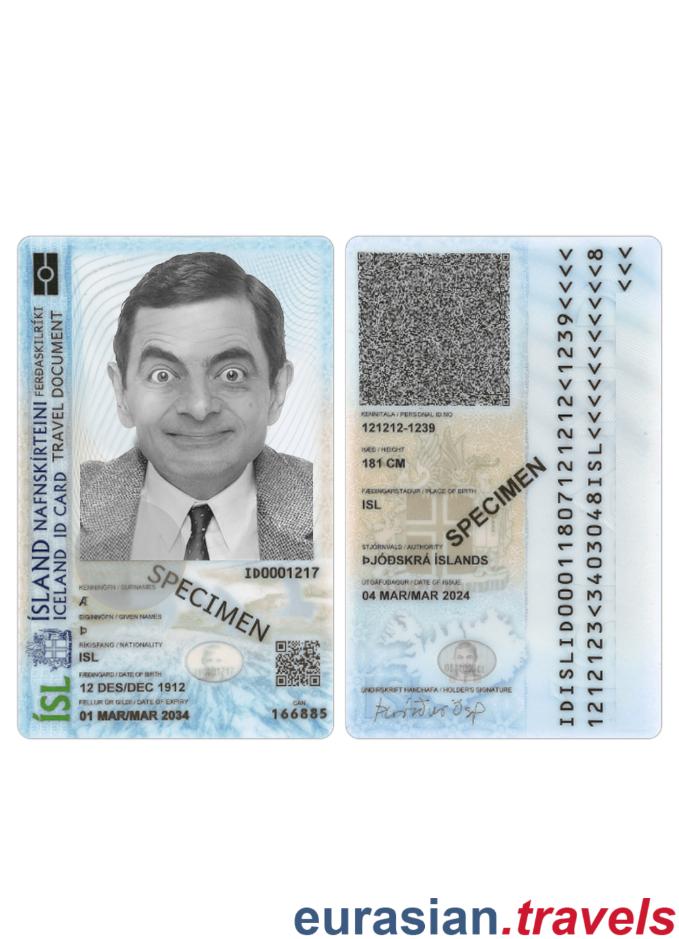 ÍSLAND NAFNSKÍRTEINI FERÐASKILRÍKI
ICELAND ID CARD TRAVEL DOCUMENT
ÍSL
SPECIMEN
ID0001217
KENNINÖFN / SURNAMES
Æ
EIGINNÖFN / GIVEN NAMES
Þ
RÍKISFANG / NATIONALITY
ISL
FÆÐINGARD / DATE OF BIRTH
12 DES/DEC 1912
FELLUR ÚR GILDI / DATE OF EXPIRY
01 MAR/MAR 2034
CAN
166885
KENNITALA / PERSONAL ID NO
121212-1239
HÆÐ / HEIGHT
181 CM
FÆÐINGARSTAÐUR / PLACE OF BIRTH
ISL
SPECIMEN
STJÓRNVALD / AUTHORITY
ÞJÓÐSKRÁ ÍSLANDS
ÚTGÁFUDAGUR / DATE OF ISSUE
04 MAR/MAR 2024
UNDIRSKRIFT HANDHAFA / HOLDER'S SIGNATURE
IDISLID00011807121212<1239<<<<
1212123<3403048ISL<<<<<<<<<<<8
<<<
eurasian.travels